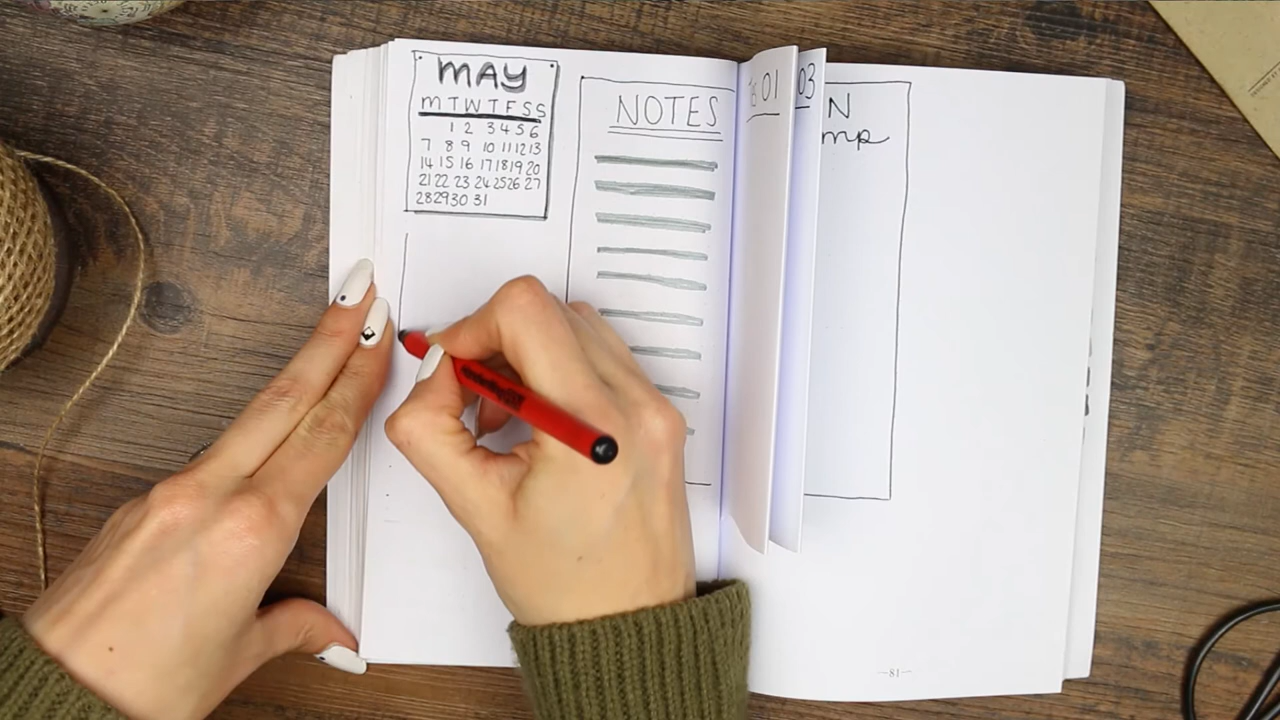 MAY
M T W T F S S
1 2 3 4 5 6
7 8 9 10 11 12 13
14 15 16 17 18 19 20
21 22 23 24 25 26 27
28 29 30 31
NOTES
01
03
N
mp
—81—